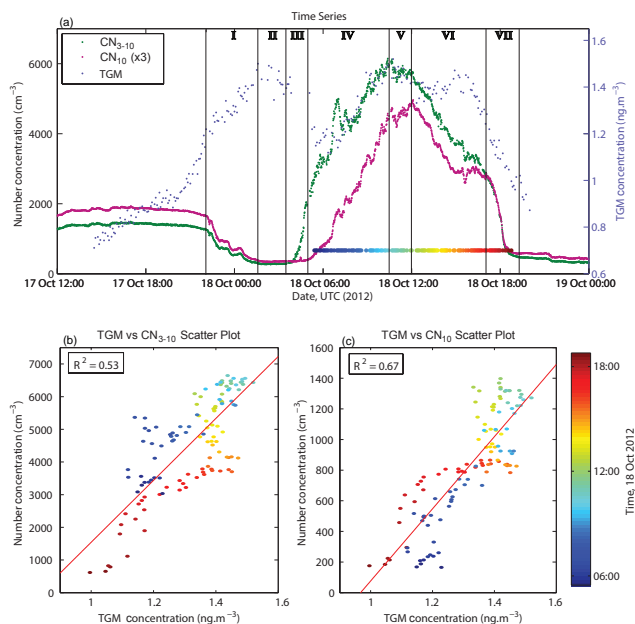 Time Series
(a)
I II III IV V VI VII
CN3-10
CN10 (x3)
TGM
Number concentration (cm−3)
6000
4000
2000
0
TGM concentration (ng.m−3)
1.6
1.4
1.2
1
0.8
0.6
17 Oct 12:00 17 Oct 18:00 18 Oct 00:00 18 Oct 06:00 18 Oct 12:00 18 Oct 18:00 19 Oct 00:00
Date, UTC (2012)
(b)
TGM vs CN3-10 Scatter Plot
R2 = 0.53
Number concentration (cm−3)
7000
6000
5000
4000
3000
2000
1000
0
1 1.2 1.4 1.6
TGM concentration (ng.m−3)
(c)
TGM vs CN10 Scatter Plot
R2 = 0.67
Number concentration (cm−3)
1600
1400
1200
1000
800
600
400
200
0
1 1.2 1.4 1.6
TGM concentration (ng.m−3)
18:00
12:00
06:00
Time, 18 Oct 2012